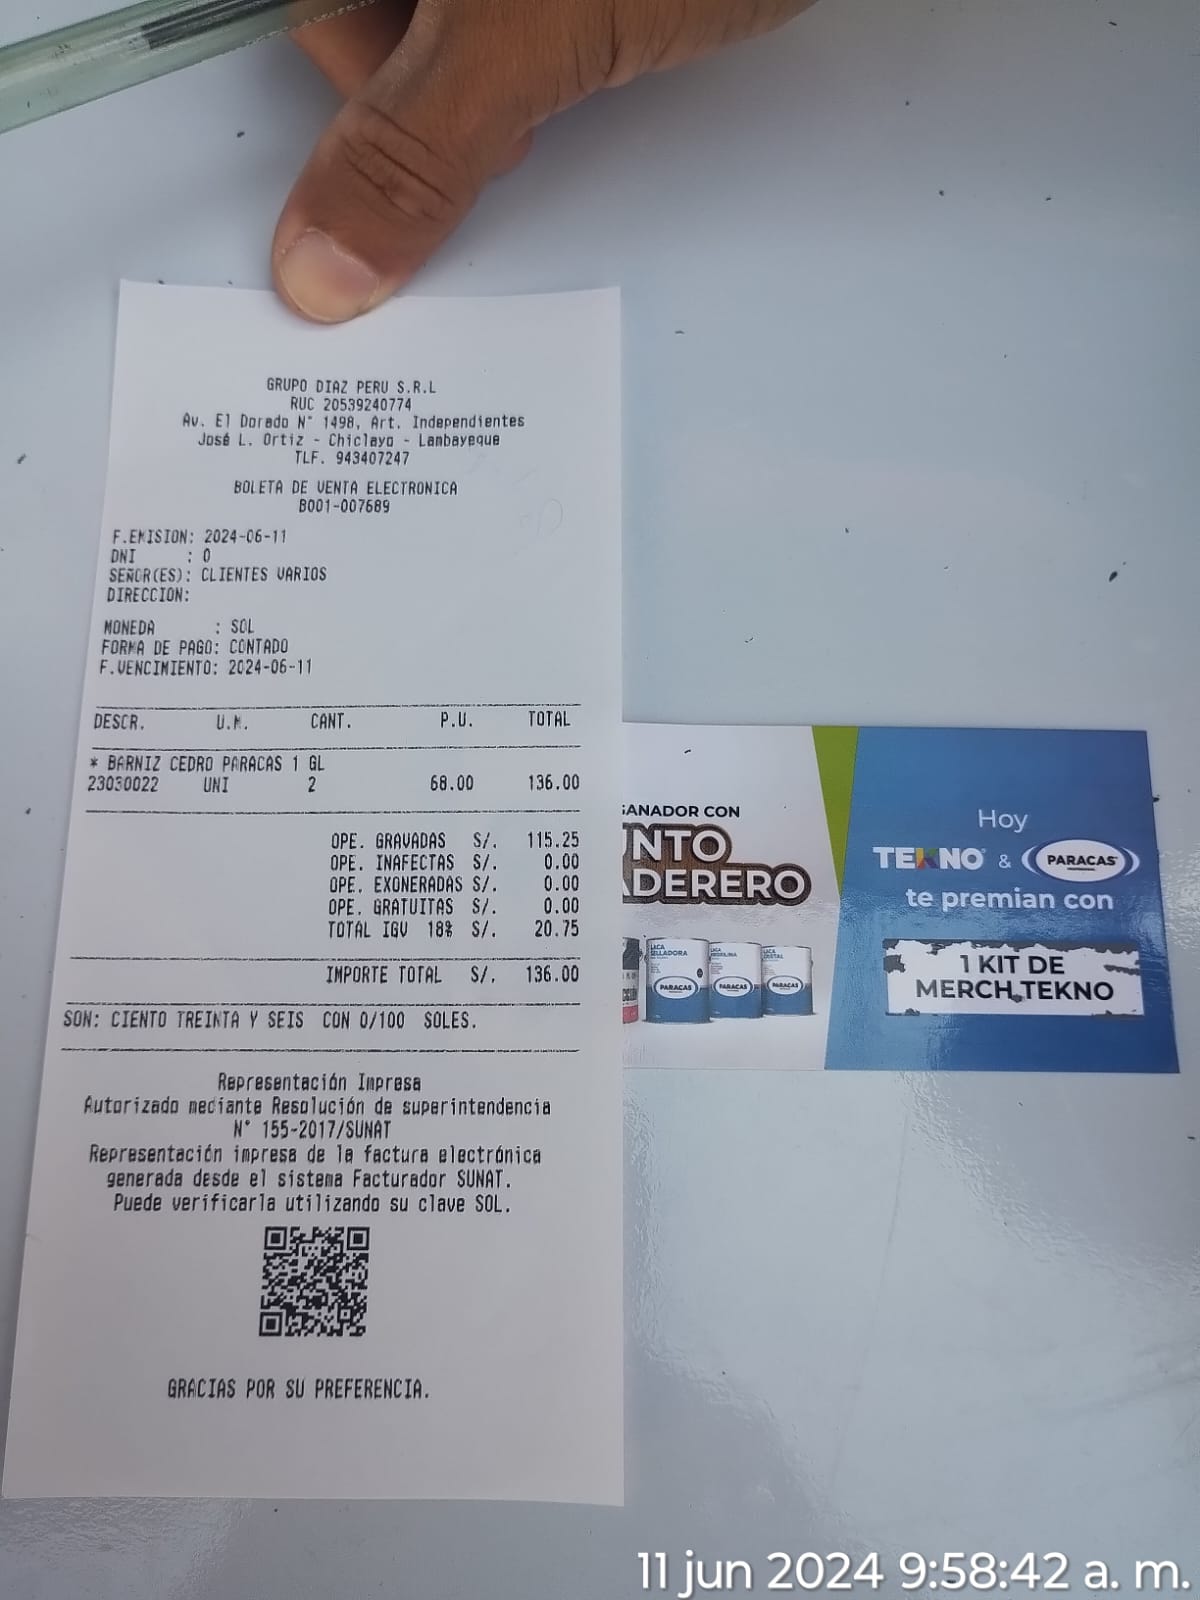 GRUPO DIAZ PERU S.R.L
RUC 20539240774
Av. El Dorado N° 1498, Art. Independientes
José L. Ortiz - Chiclayo - Lambayeque
TLF. 943407247
BOLETA DE VENTA ELECTRONICA
B001-007689
F.EMISION: 2024-06-11
DNI : 0
SEÑOR(ES): CLIENTES VARIOS
DIRECCION:
MONEDA : SOL
FORMA DE PAGO: CONTADO
F.VENCIMIENTO: 2024-06-11
DESCR. U.M. CANT. P.U. TOTAL
* BARNIZ CEDRO PARACAS 1 GL
23030022 UNI 2 68.00 136.00
OPE. GRAVADAS S/. 115.25
OPE. INAFECTAS S/. 0.00
OPE. EXONERADAS S/. 0.00
OPE. GRATUITAS S/. 0.00
TOTAL IGV 18% S/. 20.75
IMPORTE TOTAL S/. 136.00
SON: CIENTO TREINTA Y SEIS CON 0/100 SOLES.
Representación Impresa
Autorizado mediante Resolución de superintendencia
N° 155-2017/SUNAT
Representación impresa de la factura electrónica
generada desde el sistema Facturador SUNAT.
Puede verificarla utilizando su clave SOL.
GRACIAS POR SU PREFERENCIA.
GANADOR CON
UNTO
ADERERO
LACA
SELLADORA
PARACAS
LACA
PARACAS
LACA
PARACAS
Hoy
TEKNO & PARACAS
te premian con
1 KIT DE
MERCH TEKNO
11 jun 2024 9:58:42 a. m.